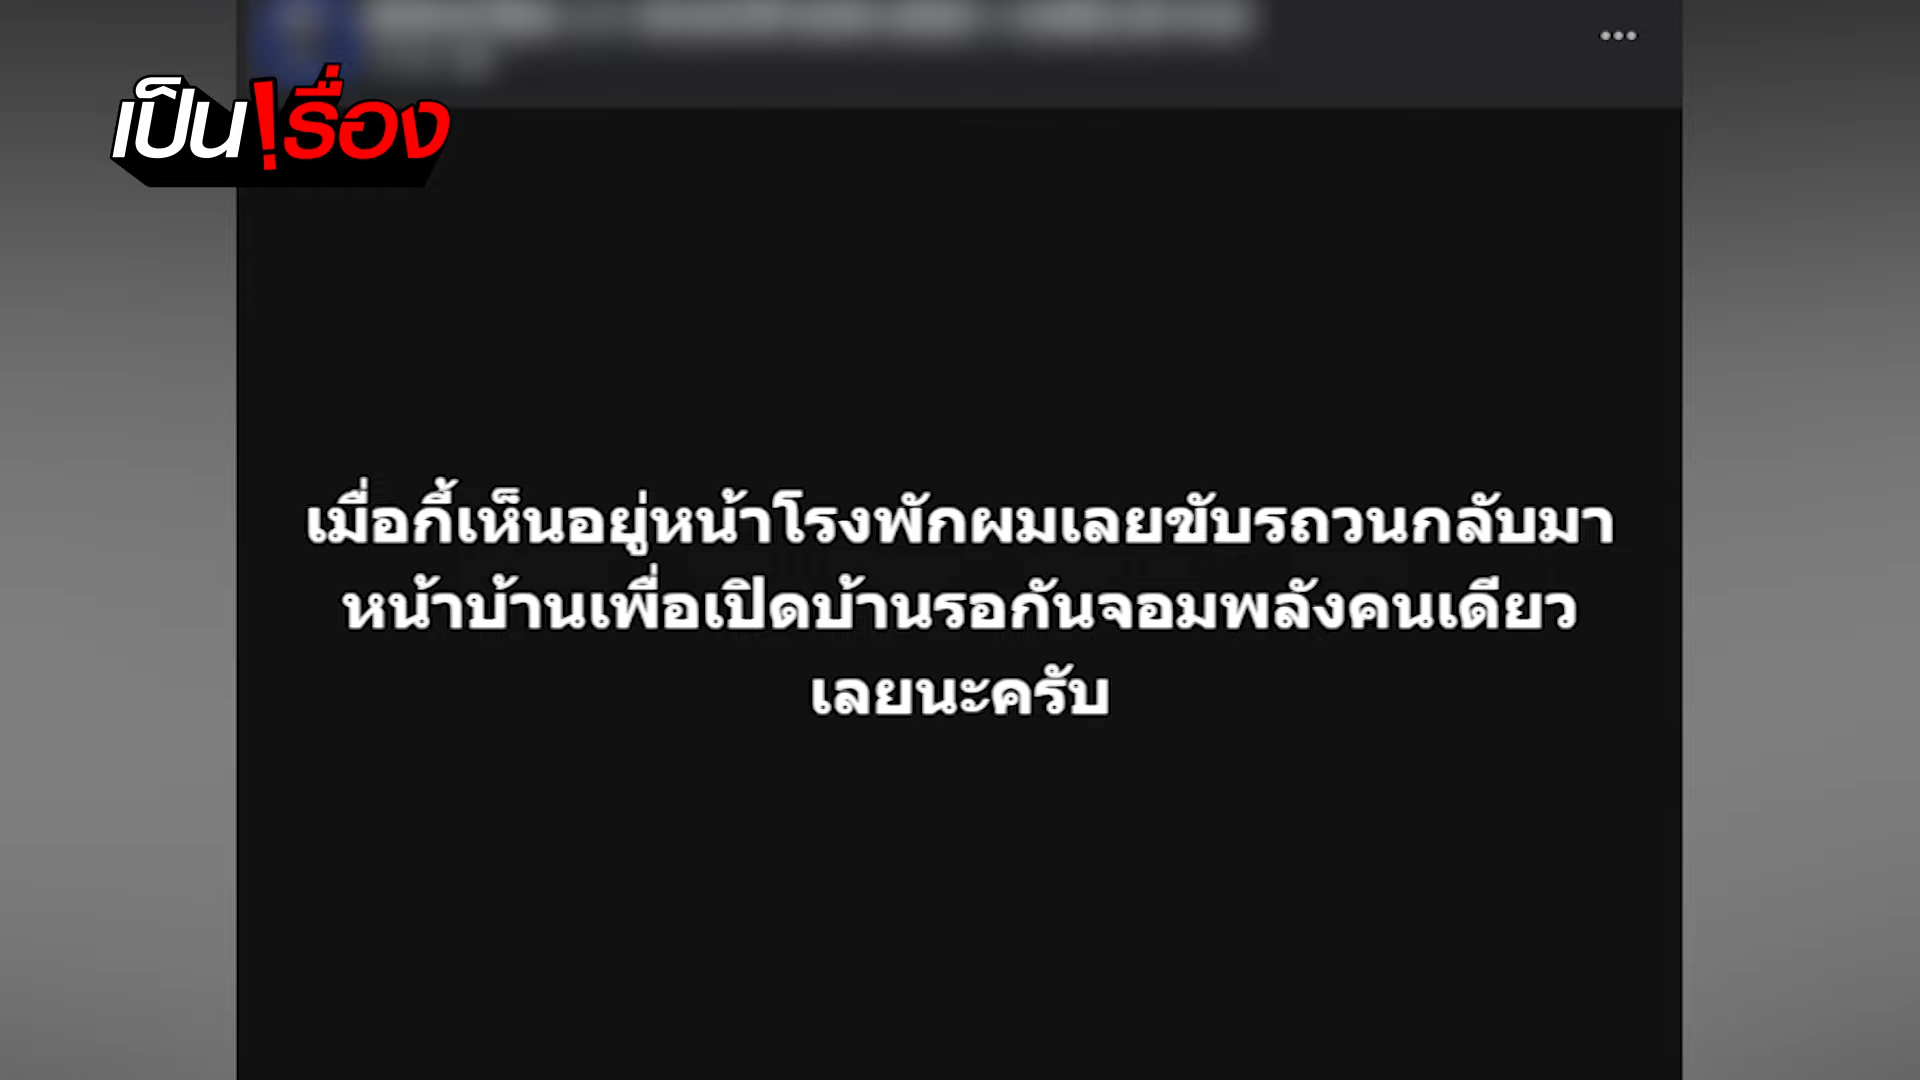 เป็น!เรื่อง
เมื่อกี้เห็นอยู่หน้าโรงพักผมเลยขับรถวนกลับมา
หน้าบ้านเพื่อเปิดบ้านรอกันจอมพลังคนเดียว
เลยนะครับ